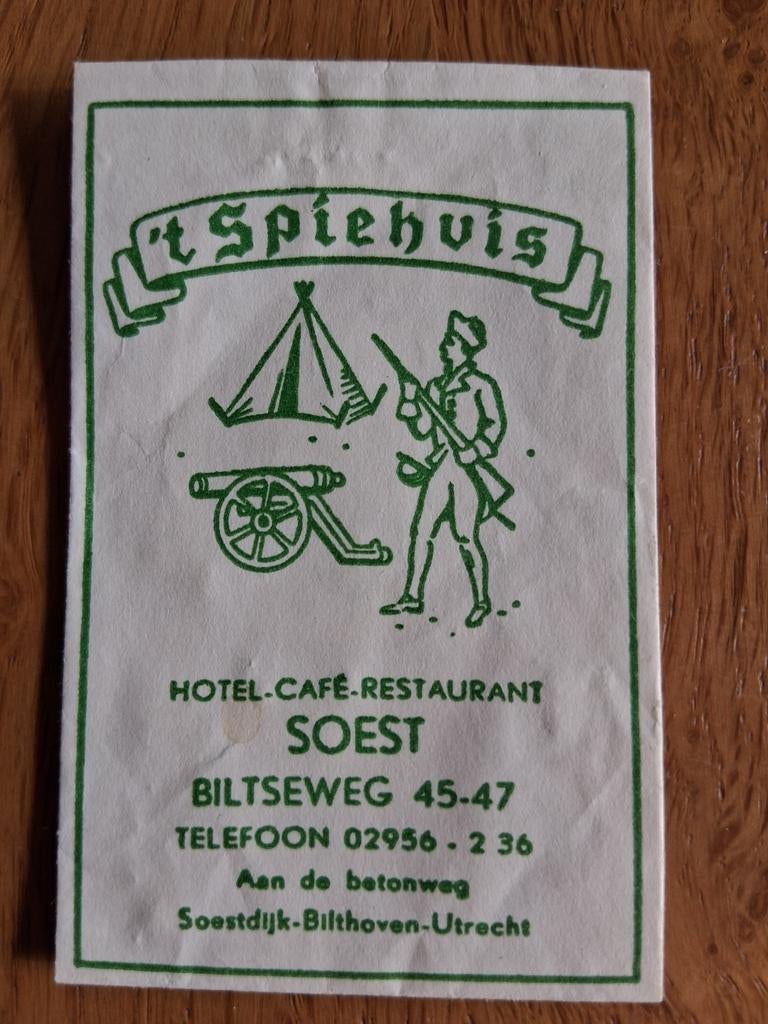 't Spiehuis
HOTEL-CAFÉ-RESTAURANT
SOEST
BILTSEWEG 45-47
TELEFOON 02956 - 2 36
Aan de betonweg
Soestdijk-Bilthoven-Utrecht